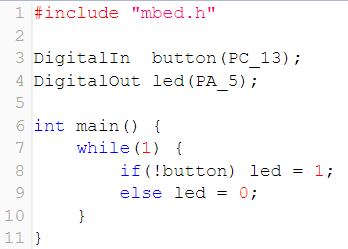 1 #include "mbed.h"
2
3 DigitalIn  button(PC_13);
4 DigitalOut led(PA_5);
5
6 int main() {
7     while(1) {
8         if(!button) led = 1;
9         else led = 0;
10     }
11 }